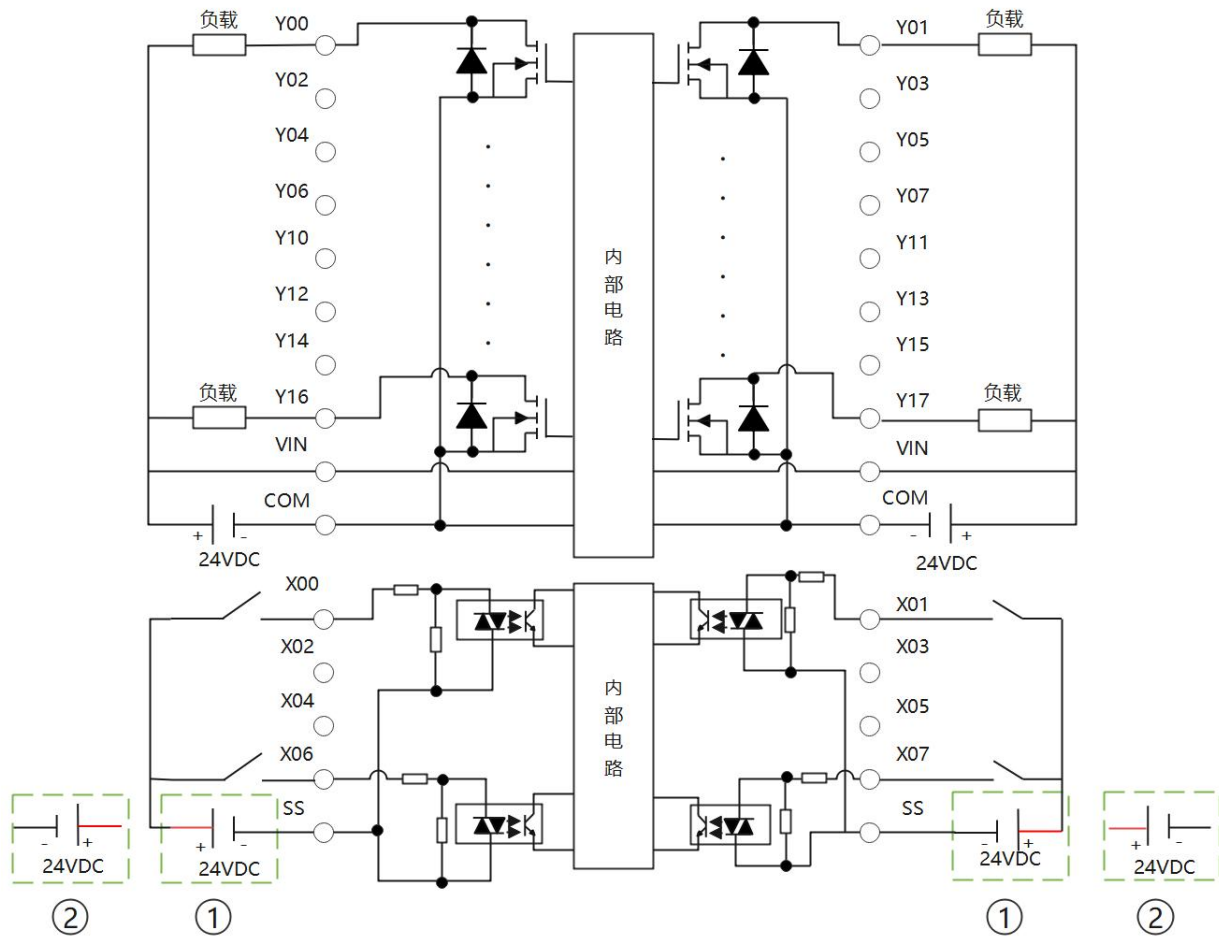 负载 Y00 Y01 负载
Y02 Y03
Y04 Y05
Y06 Y07
Y10 Y11
内部电路
Y12 Y13
Y14 Y15
负载 Y16 Y17 负载
VIN VIN
COM COM
+ - - +
24VDC 24VDC
X00 X01
X02 X03
内部电路
X04 X05
X06 X07
SS SS
- + + - - + + -
24VDC 24VDC 24VDC 24VDC
② ① ① ②